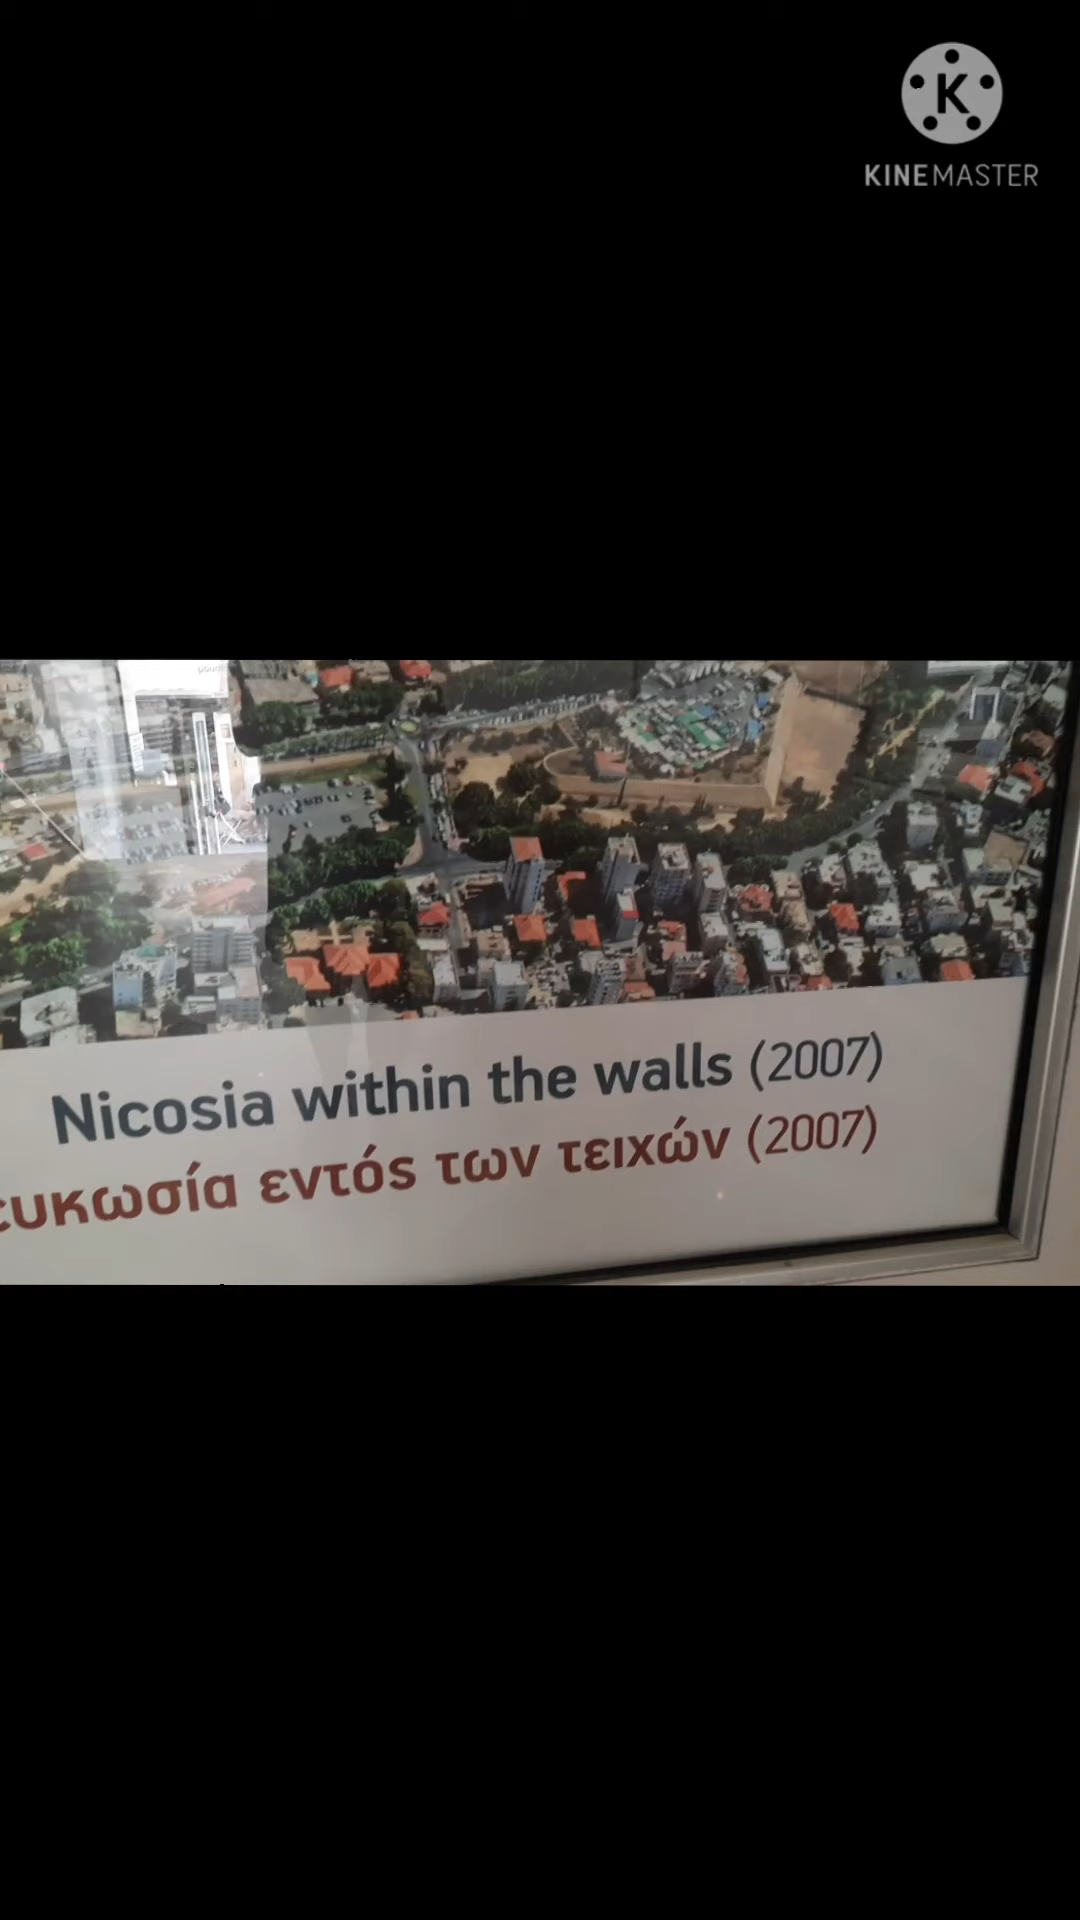 KINEMASTER
Nicosia within the walls (2007)
ευκωσία εντός των τειχών (2007)